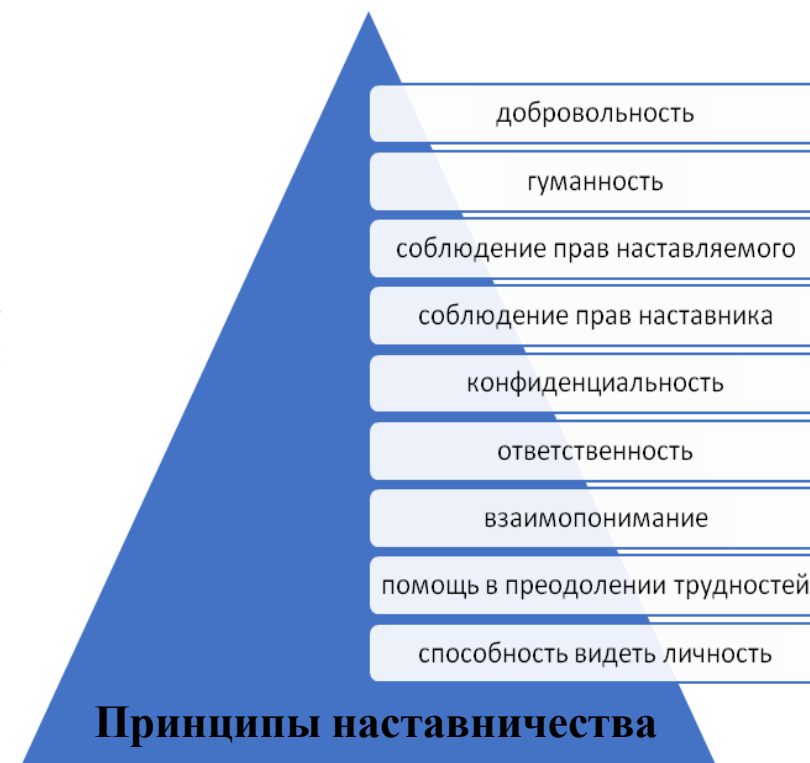 добровольность
гуманность
соблюдение прав наставляемого
соблюдение прав наставника
конфиденциальность
ответственность
взаимопонимание
помощь в преодолении трудностей
способность видеть личность
Принципы наставничества